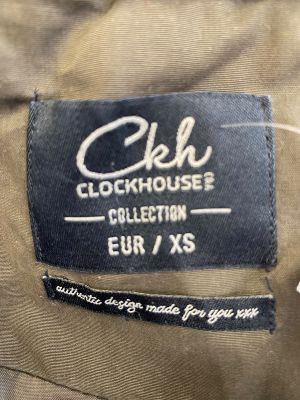 Ckh
CLOCKHOUSE
COLLECTION
EUR / XS
authentic design made for you xxx